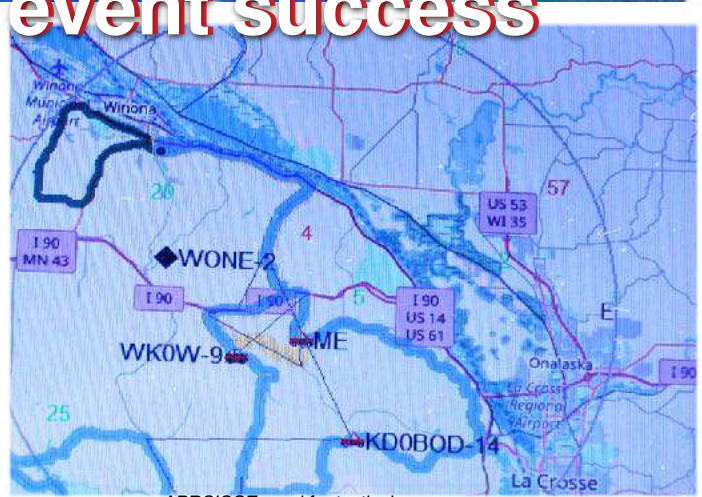 event success
Winona
Municipal
Airport
Winona
20
57
US 53
WI 35
I 90
MN 43
4
WONE-2
I 90
I 90
5
I 90
US 14
US 61
E
WK0W-9
ME
Onalaska
I 90
La Crosse
Regional
Airport
25
KD0BOD-14
La Crosse